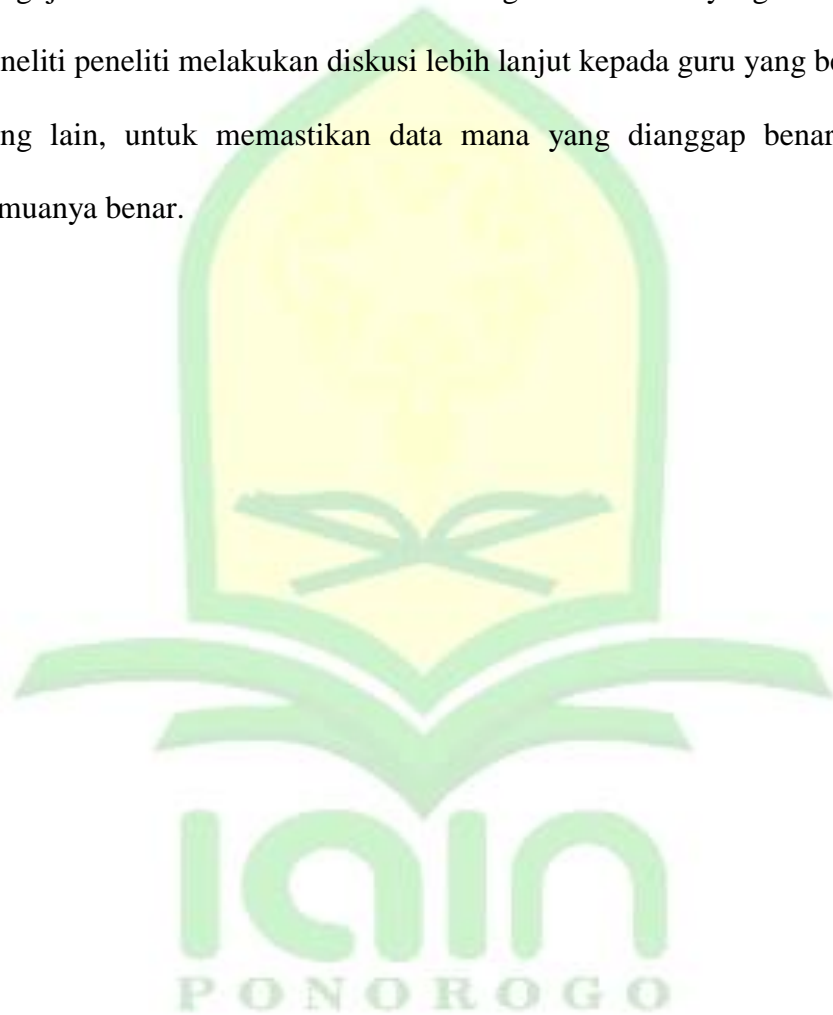 neliti peneliti melakukan diskusi lebih lanjut kepada guru yang
ng lain, untuk memastikan data mana yang dianggap benar
muanya benar.
iain
PONOROGO